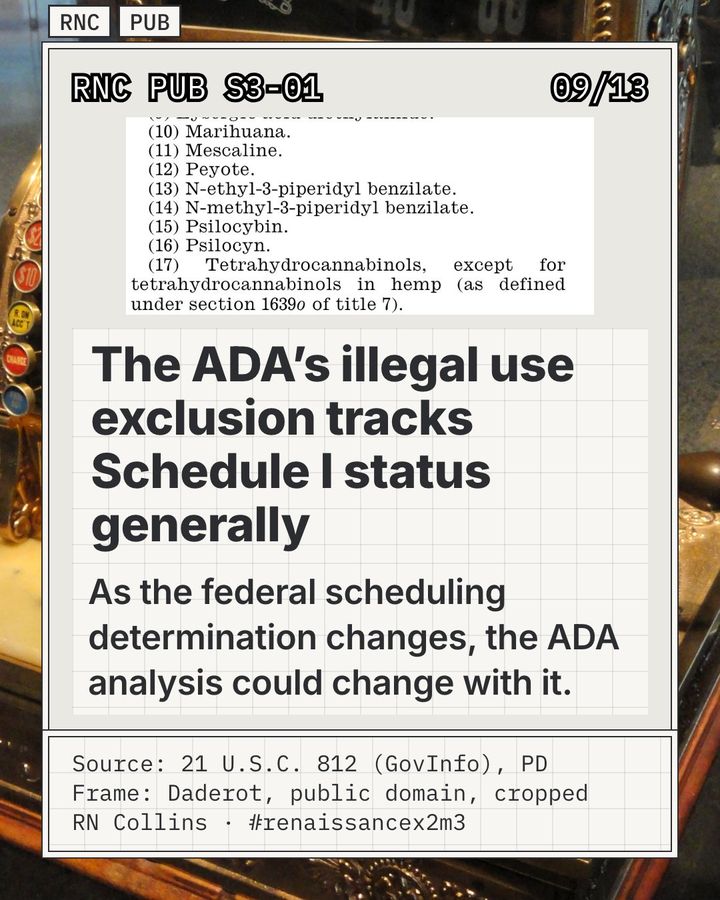 RNC PUB
RNC PUB S3-01 09/13
(10) Marihuana.
(11) Mescaline.
(12) Peyote.
(13) N-ethyl-3-piperidyl benzilate.
(14) N-methyl-3-piperidyl benzilate.
(15) Psilocybin.
(16) Psilocyn.
(17) Tetrahydrocannabinols, except for
tetrahydrocannabinols in hemp (as defined
under section 1639o of title 7).
The ADA’s illegal use
exclusion tracks
Schedule I status
generally
As the federal scheduling
determination changes, the ADA
analysis could change with it.
Source: 21 U.S.C. 812 (GovInfo), PD
Frame: Daderot, public domain, cropped
RN Collins · #renaissancex2m3
$10
CHANGE